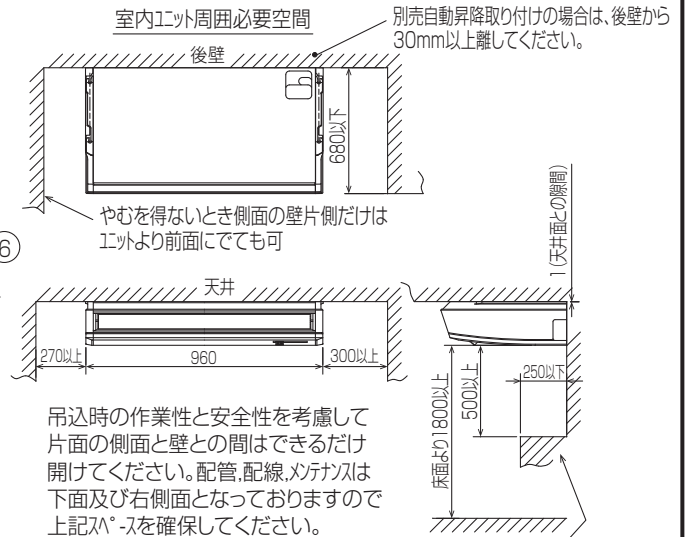 室内ユニット周囲必要空間
別売自動昇降取り付けの場合は、後壁から
30mm以上離してください。
後壁
680以下
やむを得ないとき側面の壁片側だけは
ユニットより前面にでても可
6
天井
1(天井面との隙間)
270以上
960
300以上
床面より1800以上
500以上
250以下
吊込時の作業性と安全性を考慮して
片面の側面と壁との間はできるだけ
開けてください。配管,配線,メンテナンスは
下面及び右側面となっておりますので
上記スペースを確保してください。